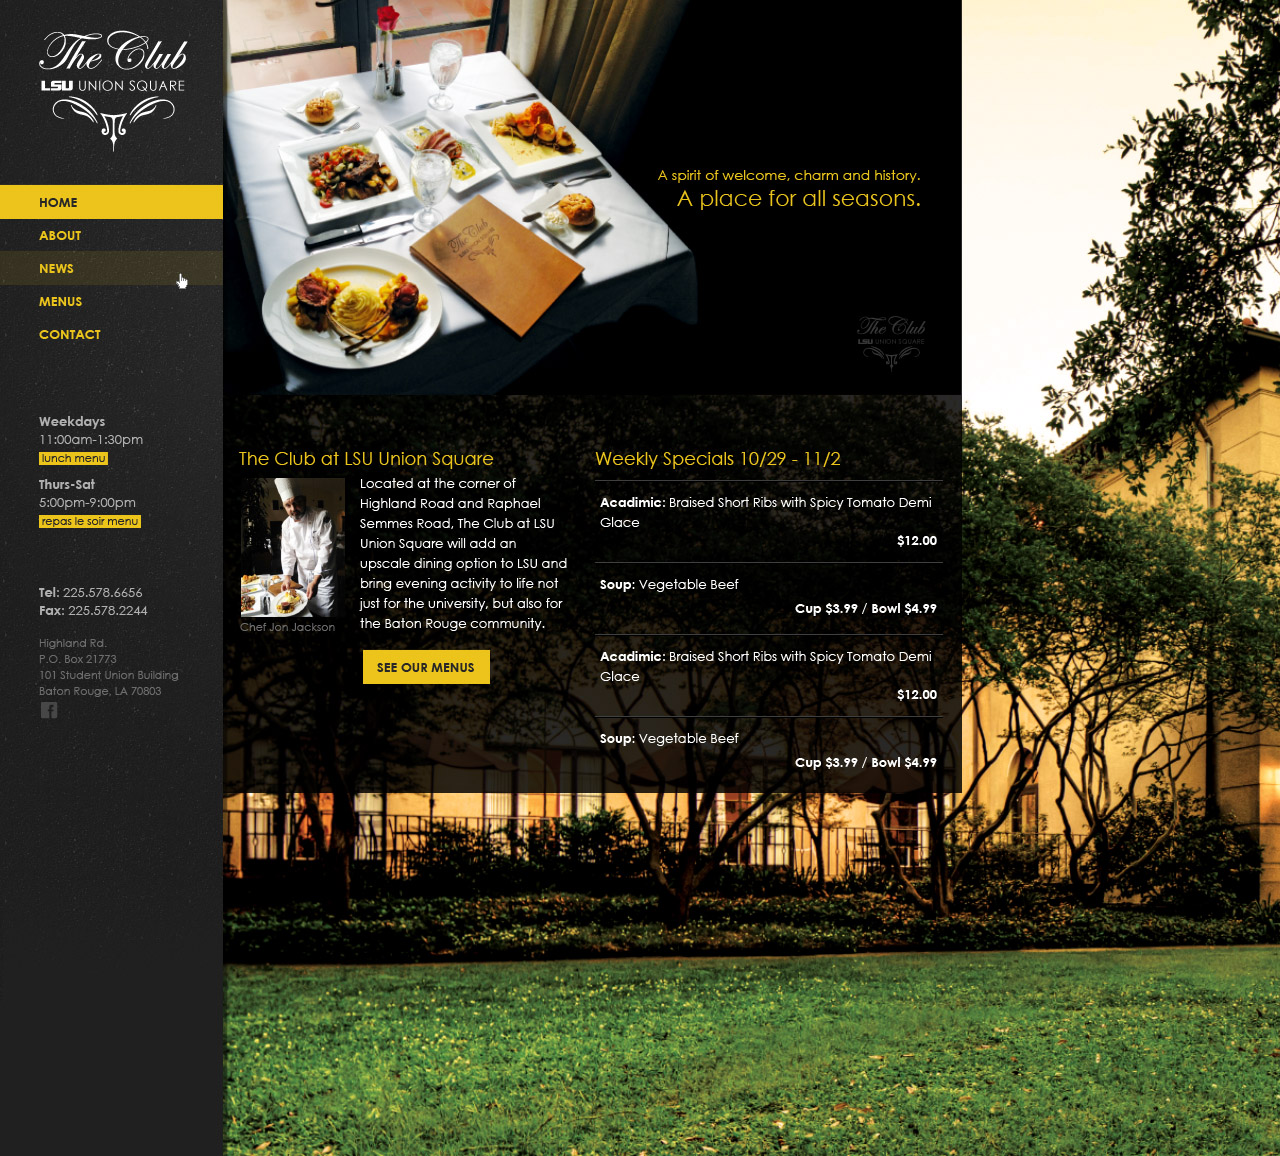 The Club
LSU UNION SQUARE
HOME
ABOUT
NEWS
MENUS
CONTACT
Weekdays
11:00am-1:30pm
lunch menu
Thurs-Sat
5:00pm-9:00pm
repas le soir menu
Tel: 225.578.6656
Fax: 225.578.2244
Highland Rd.
P.O. Box 21773
101 Student Union Building
Baton Rouge, LA 70803
A spirit of welcome, charm and history.
A place for all seasons.
The Club
LSU UNION SQUARE
The Club
LSU UNION SQUARE
The Club at LSU Union Square
Located at the corner of
Highland Road and Raphael
Semmes Road, The Club at LSU
Union Square will add an
upscale dining option to LSU and
bring evening activity to life not
just for the university, but also for
the Baton Rouge community.
Chef Jon Jackson
SEE OUR MENUS
Weekly Specials 10/29 - 11/2
Acadimic: Braised Short Ribs with Spicy Tomato Demi
Glace
$12.00
Soup: Vegetable Beef
Cup $3.99 / Bowl $4.99
Acadimic: Braised Short Ribs with Spicy Tomato Demi
Glace
$12.00
Soup: Vegetable Beef
Cup $3.99 / Bowl $4.99